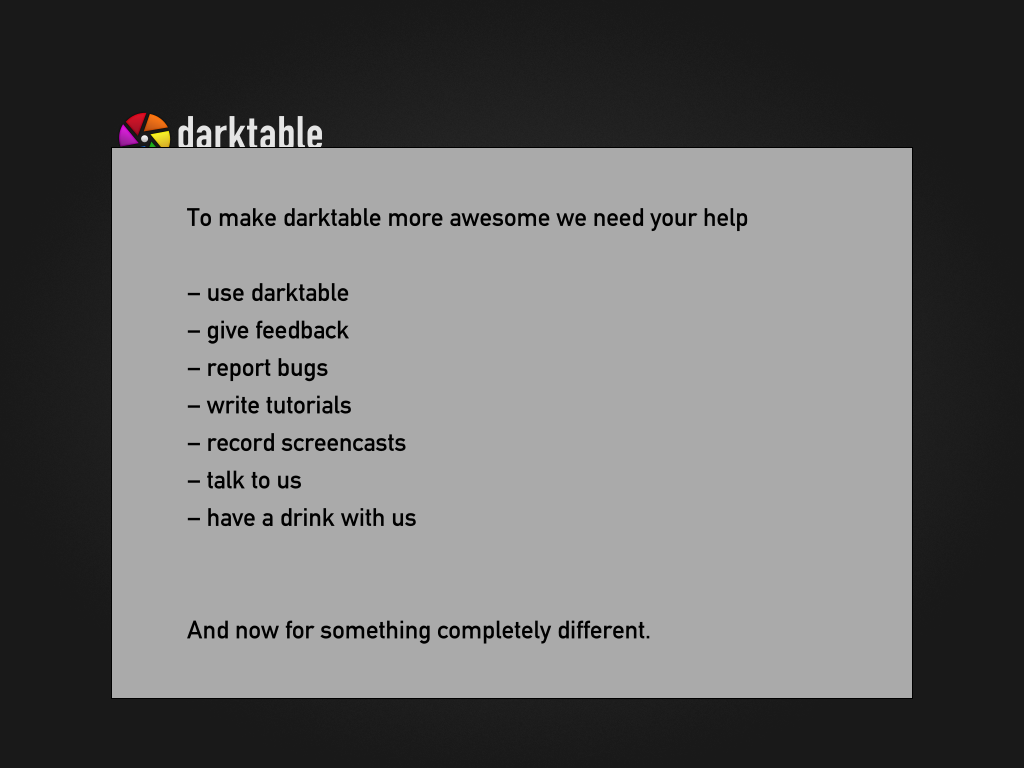 darktable
To make darktable more awesome we need your help
– use darktable
– give feedback
– report bugs
– write tutorials
– record screencasts
– talk to us
– have a drink with us
And now for something completely different.